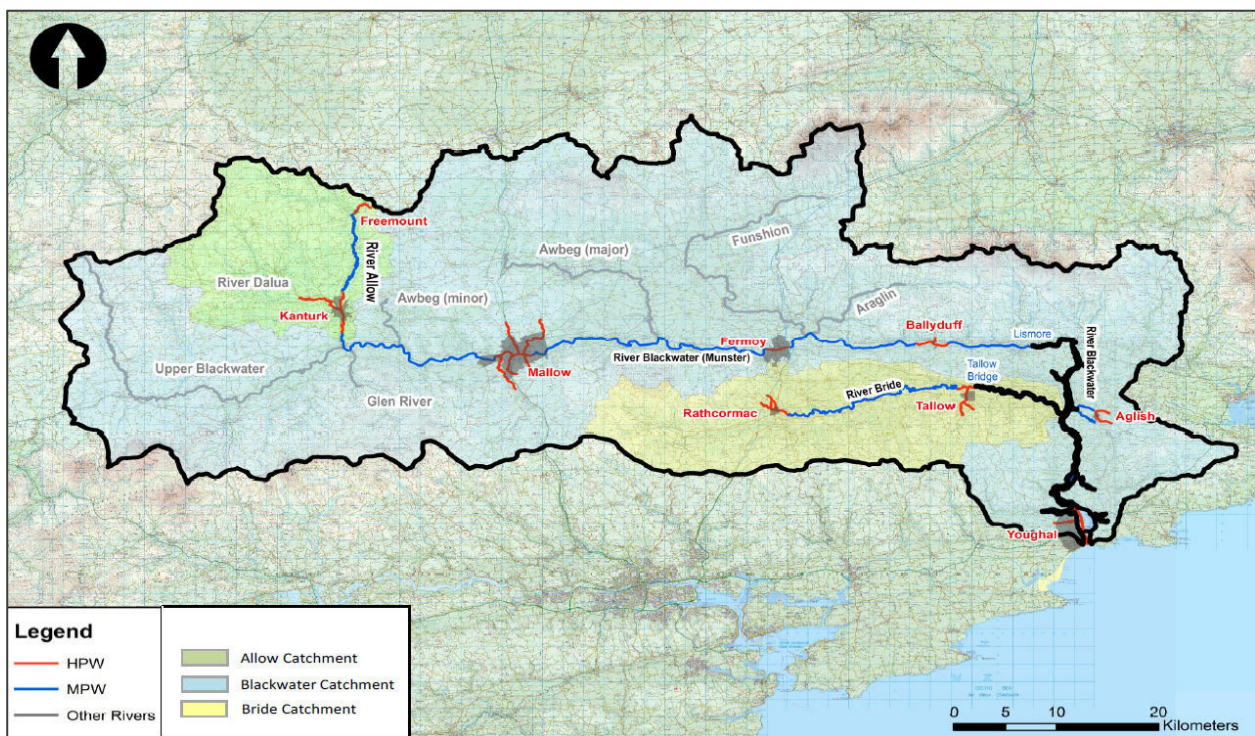 Freemount
River Allow
River Dalua
Kanturk
Awbeg (minor)
Awbeg (major)
Funshion
Araglin
Upper Blackwater
Glen River
Mallow
River Blackwater (Munster)
Fermoy
Ballyduff
Lismore
River Blackwater
Rathcormac
River Bride
Tallow
Bridge
Tallow
Aglish
Youghal
Legend
HPW
MPW
Other Rivers
Allow Catchment
Blackwater Catchment
Bride Catchment
0 5 10 20
Kilometers